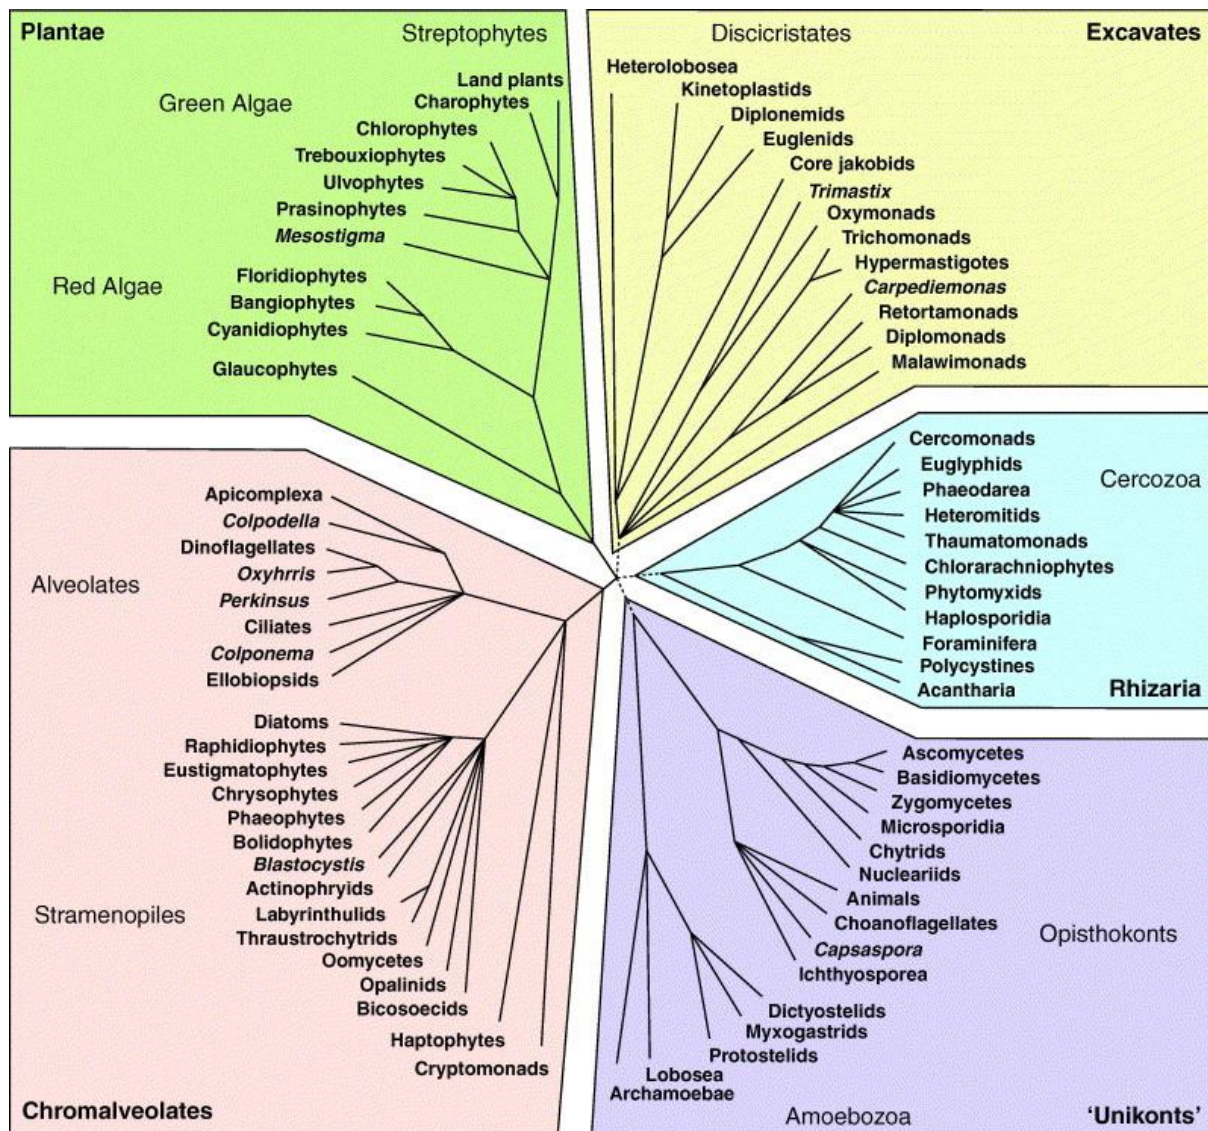 Plantae
Streptophytes
Land plants
Green Algae
Charophytes
Chlorophytes
Trebouxiophytes
Ulvophytes
Prasinophytes
Mesostigma
Red Algae
Floridiophytes
Bangiophytes
Cyanidiophytes
Glaucophytes
Discicristates
Excavates
Heterolobosea
Kinetoplastids
Diplonemids
Euglenids
Core jakobids
Trimastix
Oxymonads
Trichomonads
Hypermastigotes
Carpediemonas
Retortamonads
Diplomonads
Malawimonads
Cercomonads
Euglyphids
Cercozoa
Phaeodarea
Heteromitids
Thaumatomonads
Chlorarachniophytes
Phytomyxids
Haplosporidia
Foraminifera
Polycystines
Acantharia
Rhizaria
Apicomplexa
Colpodella
Dinoflagellates
Alveolates
Oxyhrris
Perkinsus
Ciliates
Colponema
Ellobiopsids
Diatoms
Raphidiophytes
Eustigmatophytes
Chrysophytes
Phaeophytes
Bolidophytes
Blastocystis
Actinophryids
Stramenopiles
Labyrinthulids
Thraustrochytrids
Oomycetes
Opalinids
Bicosoecids
Haptophytes
Cryptomonads
Chromalveolates
Ascomycetes
Basidiomycetes
Zygomycetes
Microsporidia
Chytrids
Nucleariids
Animals
Choanoflagellates
Opisthokonts
Capsaspora
Ichthyosporea
Dictyostelids
Myxogastrids
Protostelids
Lobosea
Archamoebae
Amoebozoa
'Unikonts'